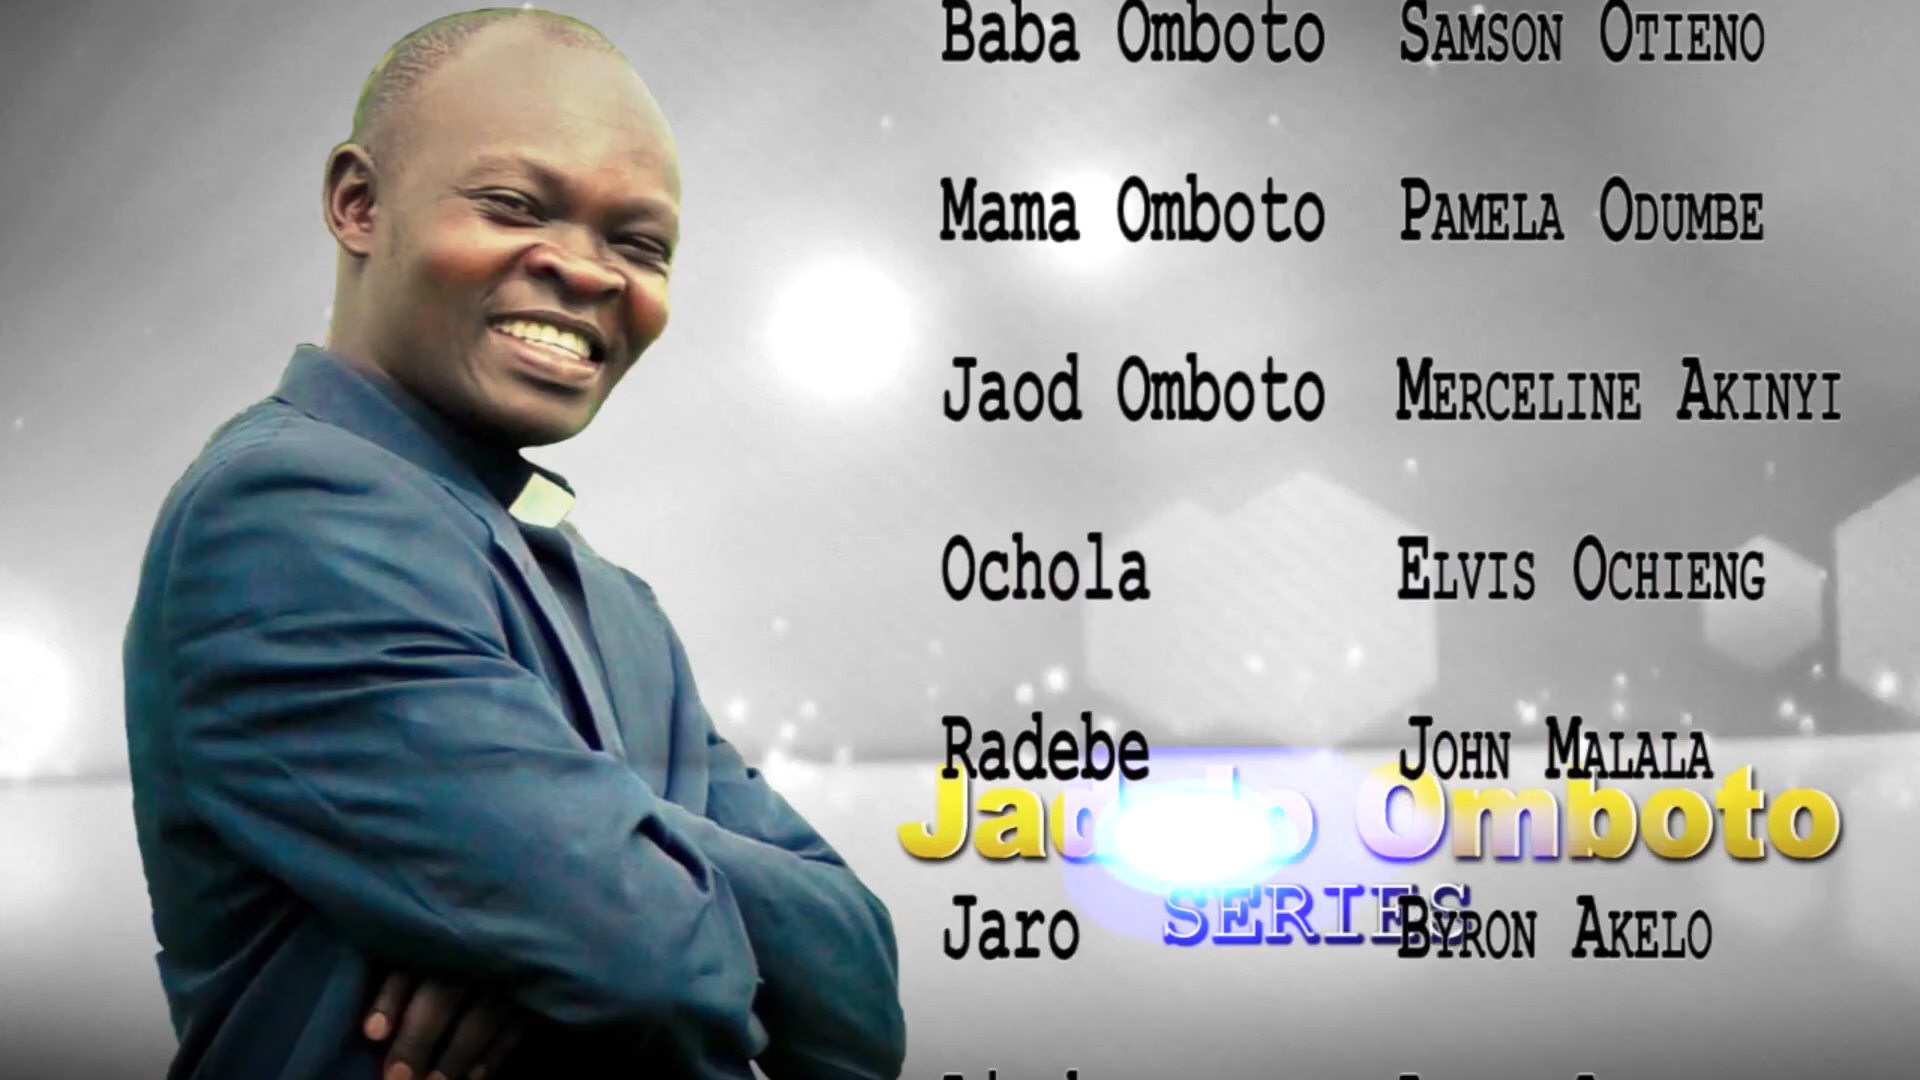 Baba Omboto SAMSON OTIENO
Mama Omboto PAMELA ODUMBE
Jaod Omboto MERCELINE AKINYI
Ochola ELVIS OCHIENG
Radebe JOHN MALALA
Omboto
SERIES
Jaro BYRON AKELO